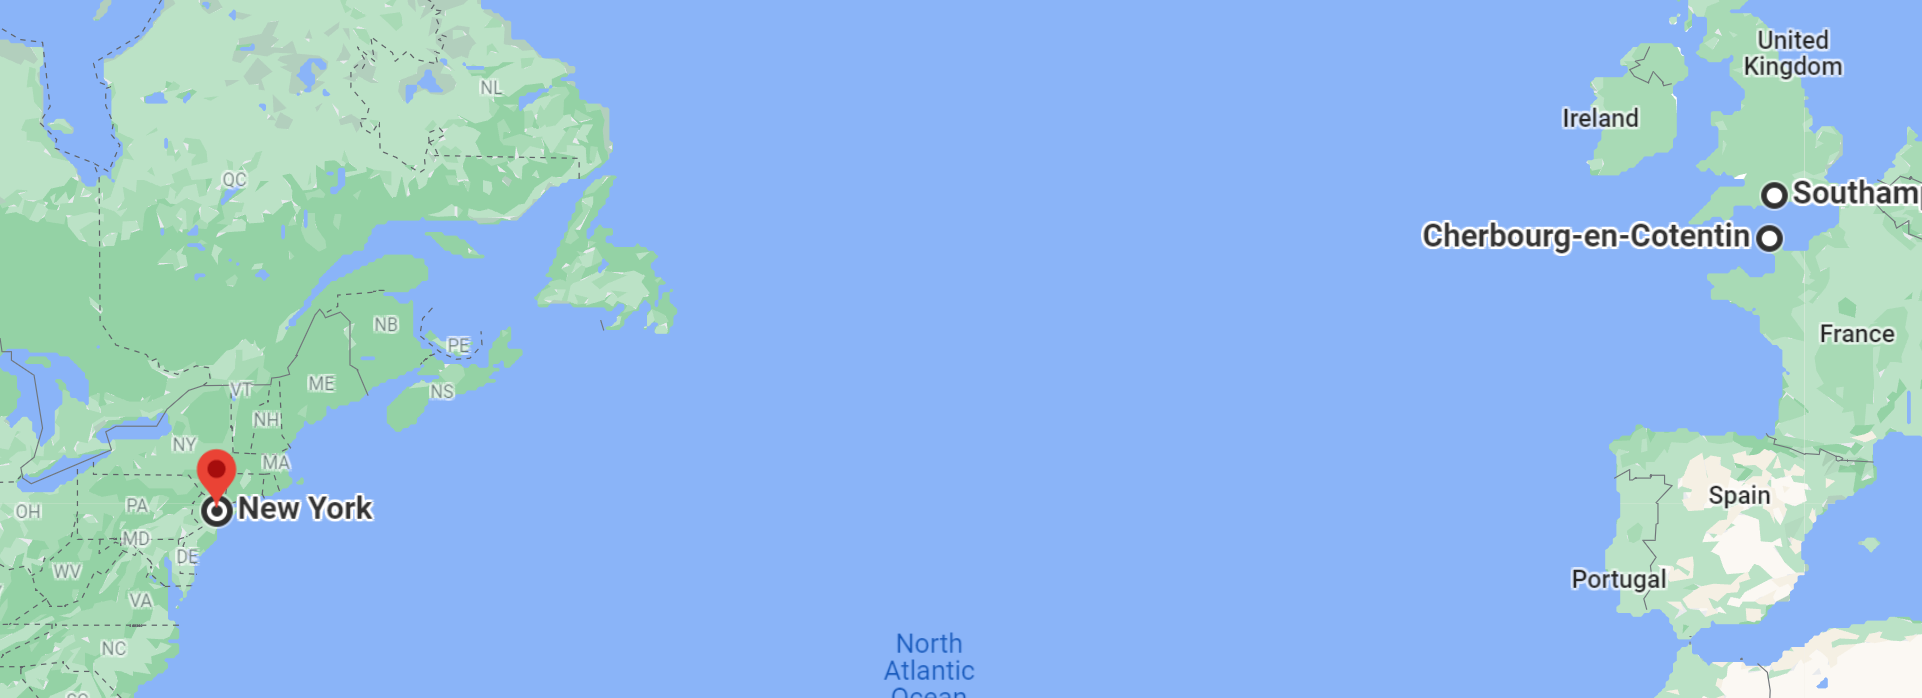 United
Kingdom
NL
Ireland
QC
Southam
Cherbourg-en-Cotentin
NB
France
PE
ME
VT
NS
NH
NY
MA
Spain
PA
New York
OH
MD
DE
WV
Portugal
VA
North
NC
Atlantic
Ocean